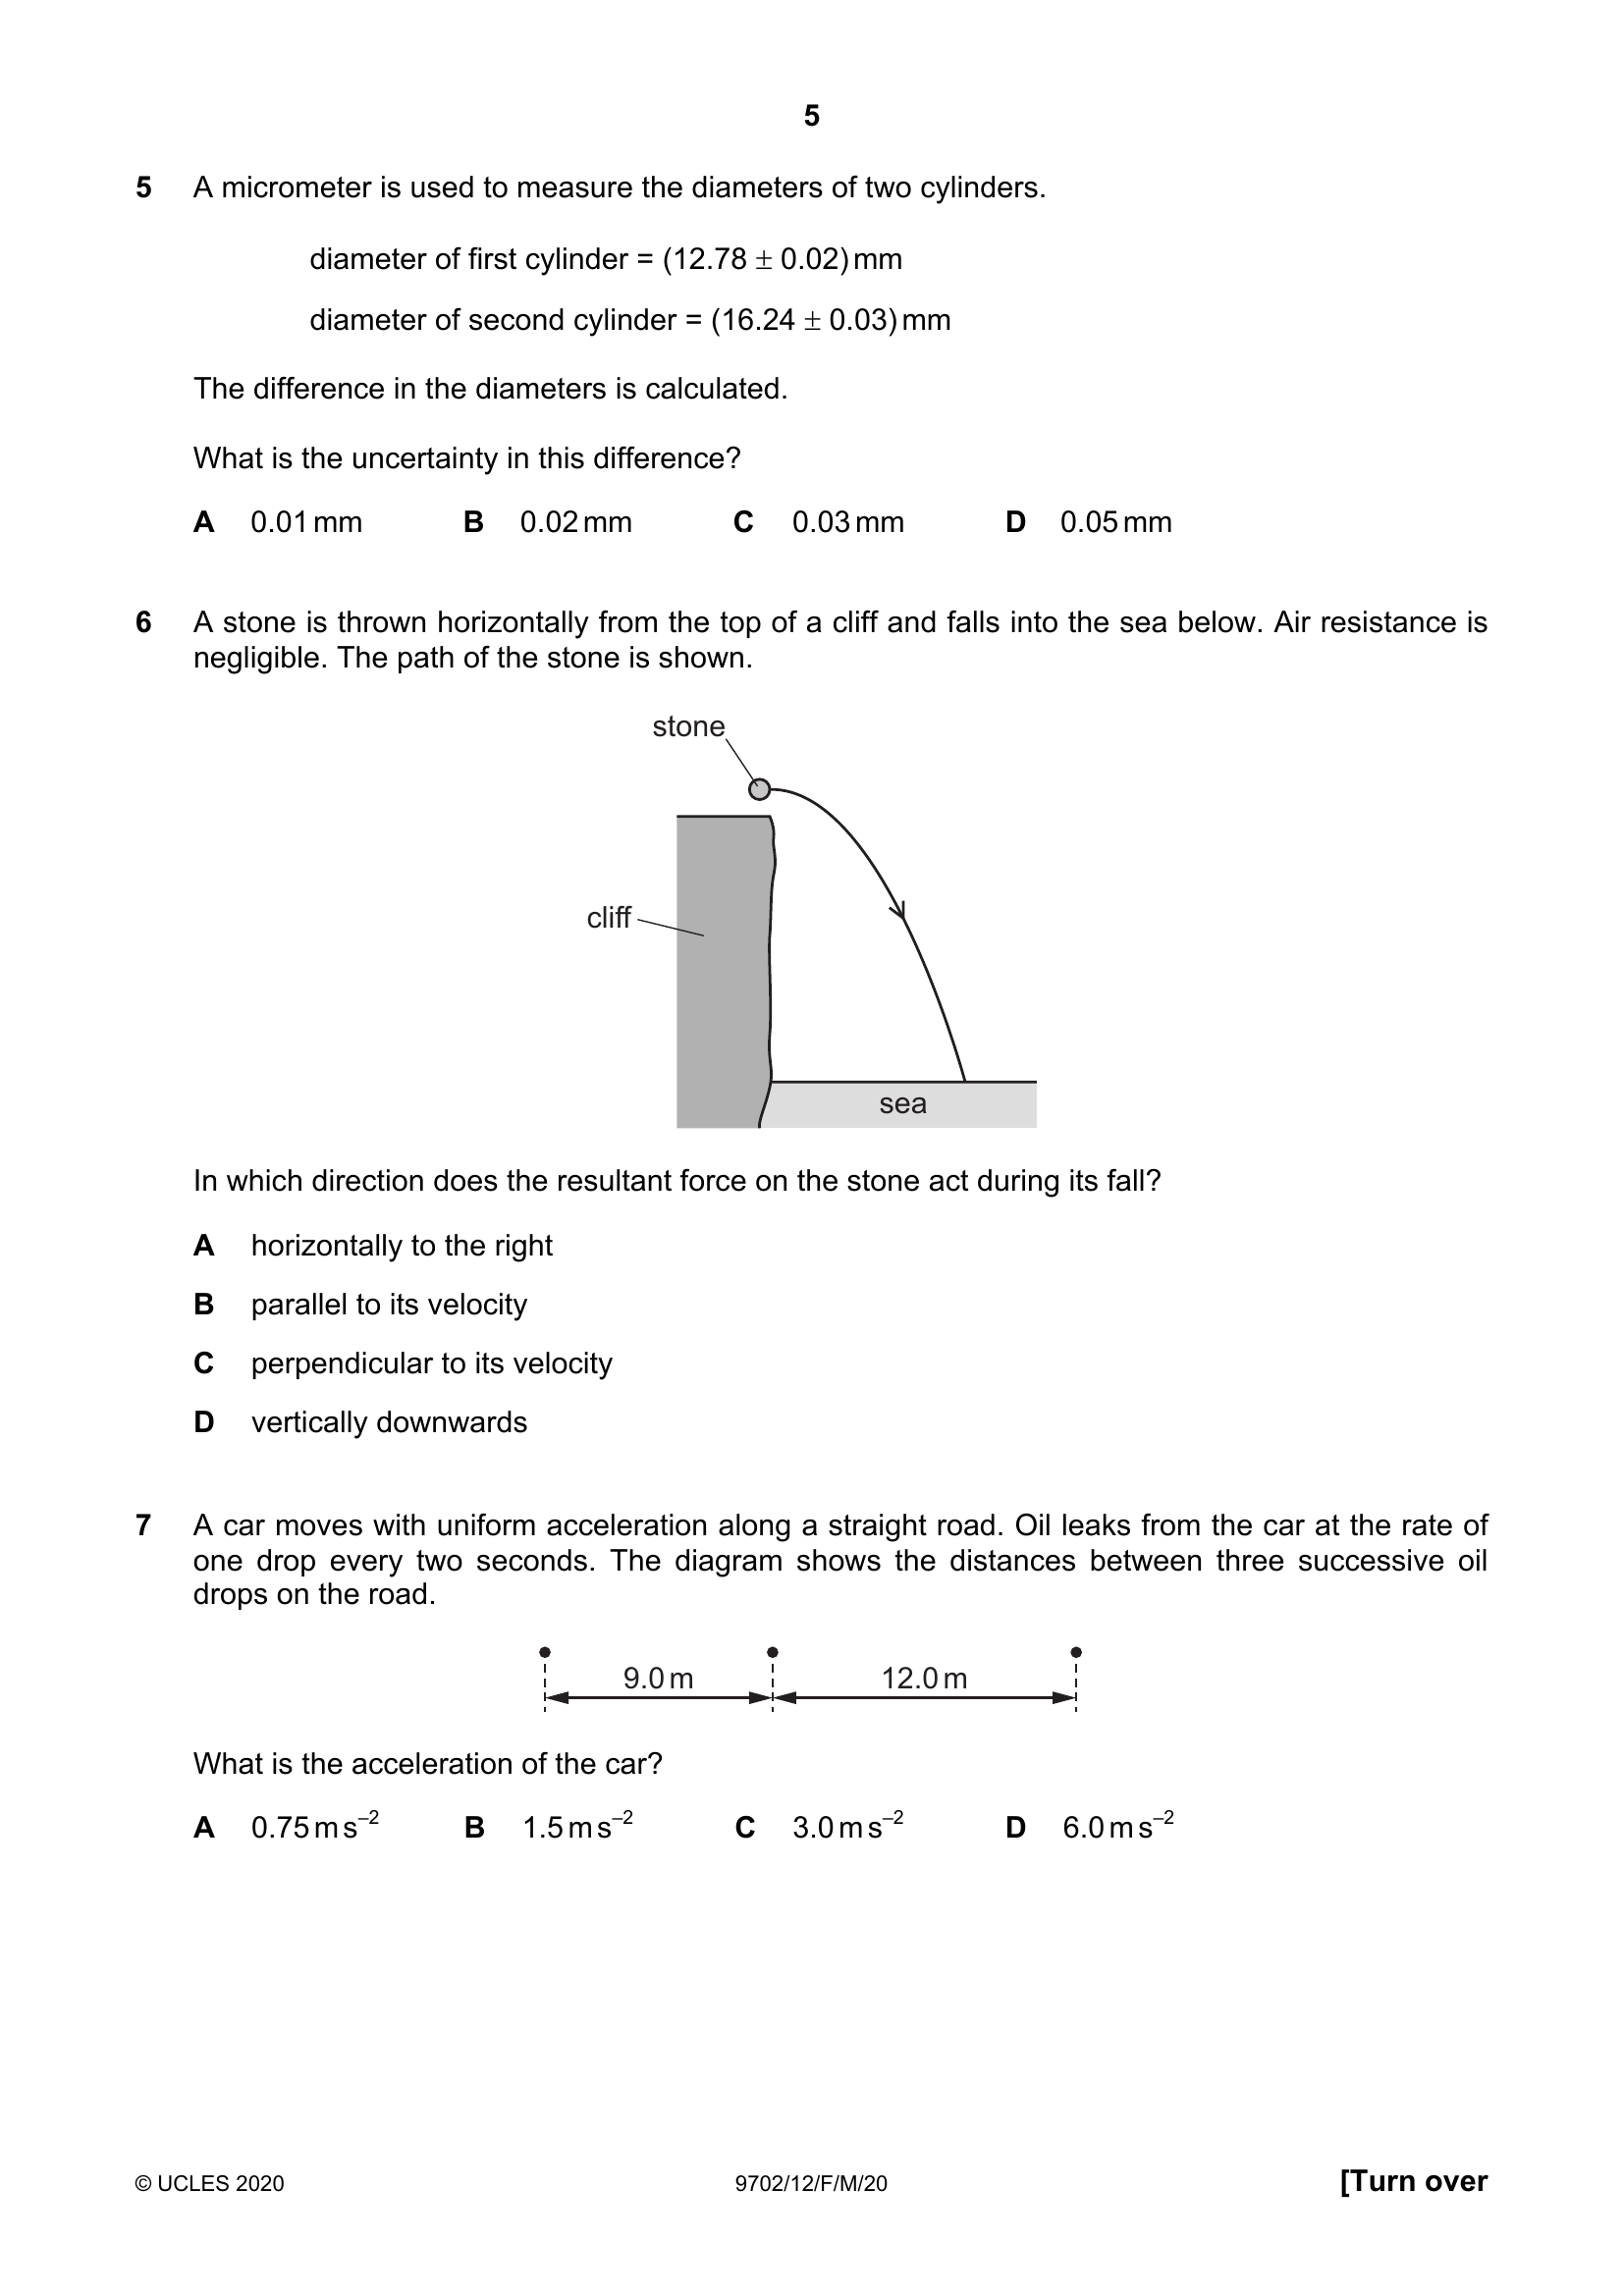 5
5 A micrometer is used to measure the diameters of two cylinders.
diameter of first cylinder = (12.78 ± 0.02) mm
diameter of second cylinder = (16.24 ± 0.03) mm
The difference in the diameters is calculated.
What is the uncertainty in this difference?
A 0.01 mm B 0.02 mm C 0.03 mm D 0.05 mm
6 A stone is thrown horizontally from the top of a cliff and falls into the sea below. Air resistance is
negligible. The path of the stone is shown.
stone
cliff
sea
In which direction does the resultant force on the stone act during its fall?
A horizontally to the right
B parallel to its velocity
C perpendicular to its velocity
D vertically downwards
7 A car moves with uniform acceleration along a straight road. Oil leaks from the car at the rate of
one drop every two seconds. The diagram shows the distances between three successive oil
drops on the road.
9.0 m 12.0 m
What is the acceleration of the car?
A 0.75 m s⁻² B 1.5 m s⁻² C 3.0 m s⁻² D 6.0 m s⁻²
© UCLES 2020 9702/12/F/M/20 [Turn over